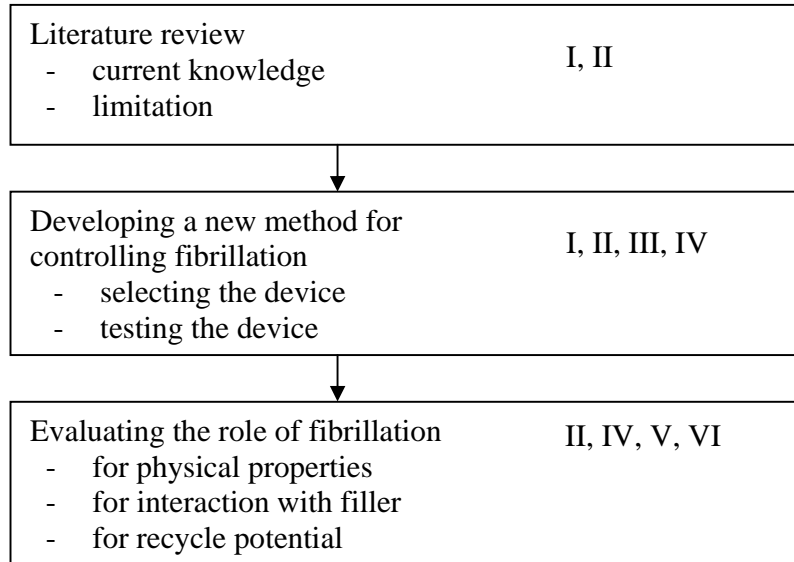 Literature review
- current knowledge
- limitation
I, II
Developing a new method for
controlling fibrillation
- selecting the device
- testing the device
I, II, III, IV
Evaluating the role of fibrillation
- for physical properties
- for interaction with filler
- for recycle potential
II, IV, V, VI